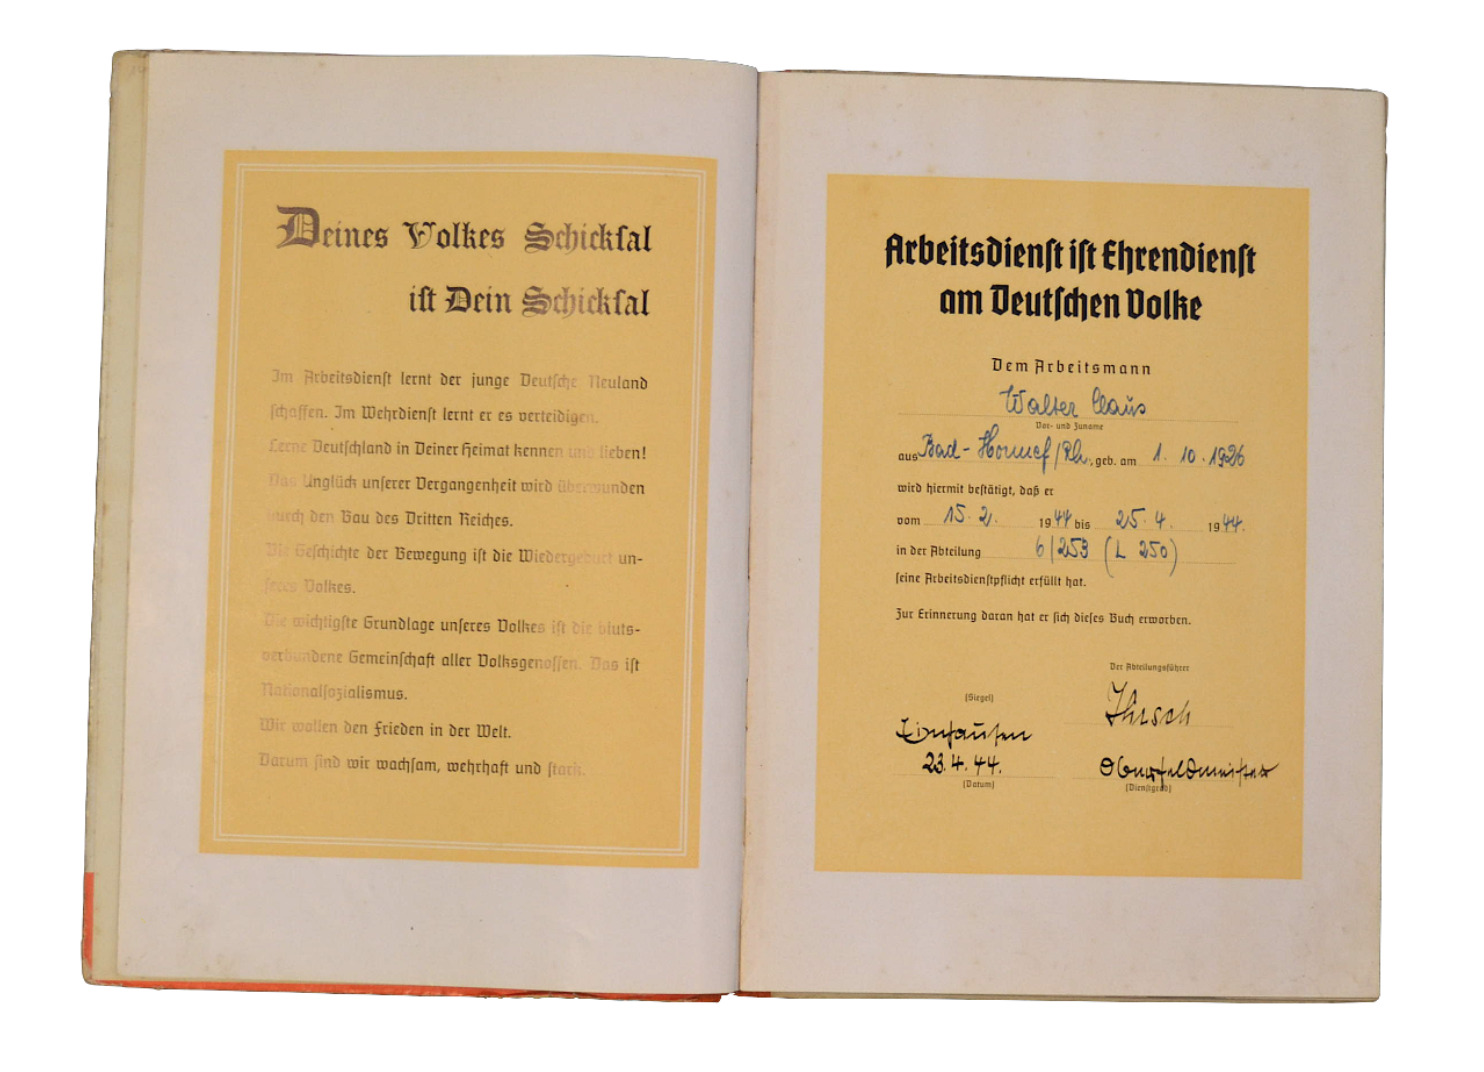 Deines Volkes Schicksal
ist Dein Schicksal
Im Arbeitsdienst lernt der junge Deutsche Neuland
schaffen. Im Wehrdienst lernt er es verteidigen.
Lerne Deutschland in Deiner Heimat kennen und lieben!
Das Unglück unserer Vergangenheit wird überwunden
durch den Bau des Dritten Reiches.
Die Geschichte der Bewegung ist die Wiedergeburt un-
seres Volkes.
Die wichtigste Grundlage unseres Volkes ist die bluts-
verbundene Gemeinschaft aller Volksgenossen. Das ist
Nationalsozialismus.
Wir wollen den Frieden in der Welt.
Darum sind wir wachsam, wehrhaft und stark.
Arbeitsdienst ist Ehrendienst
am Deutschen Volke
Dem Arbeitsmann
Walter Claus
Vor- und Zuname
aus Bad-Honnef/Rh., geb. am 1. 10. 1926
wird hiermit bestätigt, daß er
vom 15. 2. 1944 bis 25. 4. 1944.
in der Abteilung 6/253 (L 250)
seine Arbeitsdienstpflicht erfüllt hat.
Zur Erinnerung daran hat er sich dieses Buch erworben.
Der Abteilungsführer
(Siegel)
23. 4. 44.
Oberstfeldmeister
(Datum)
(Dienstgrad)